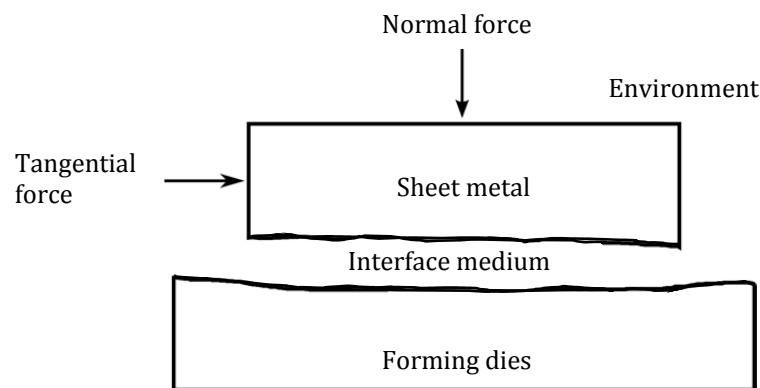 Normal force
Environment
Tangential
force
Sheet metal
Interface medium
Forming dies